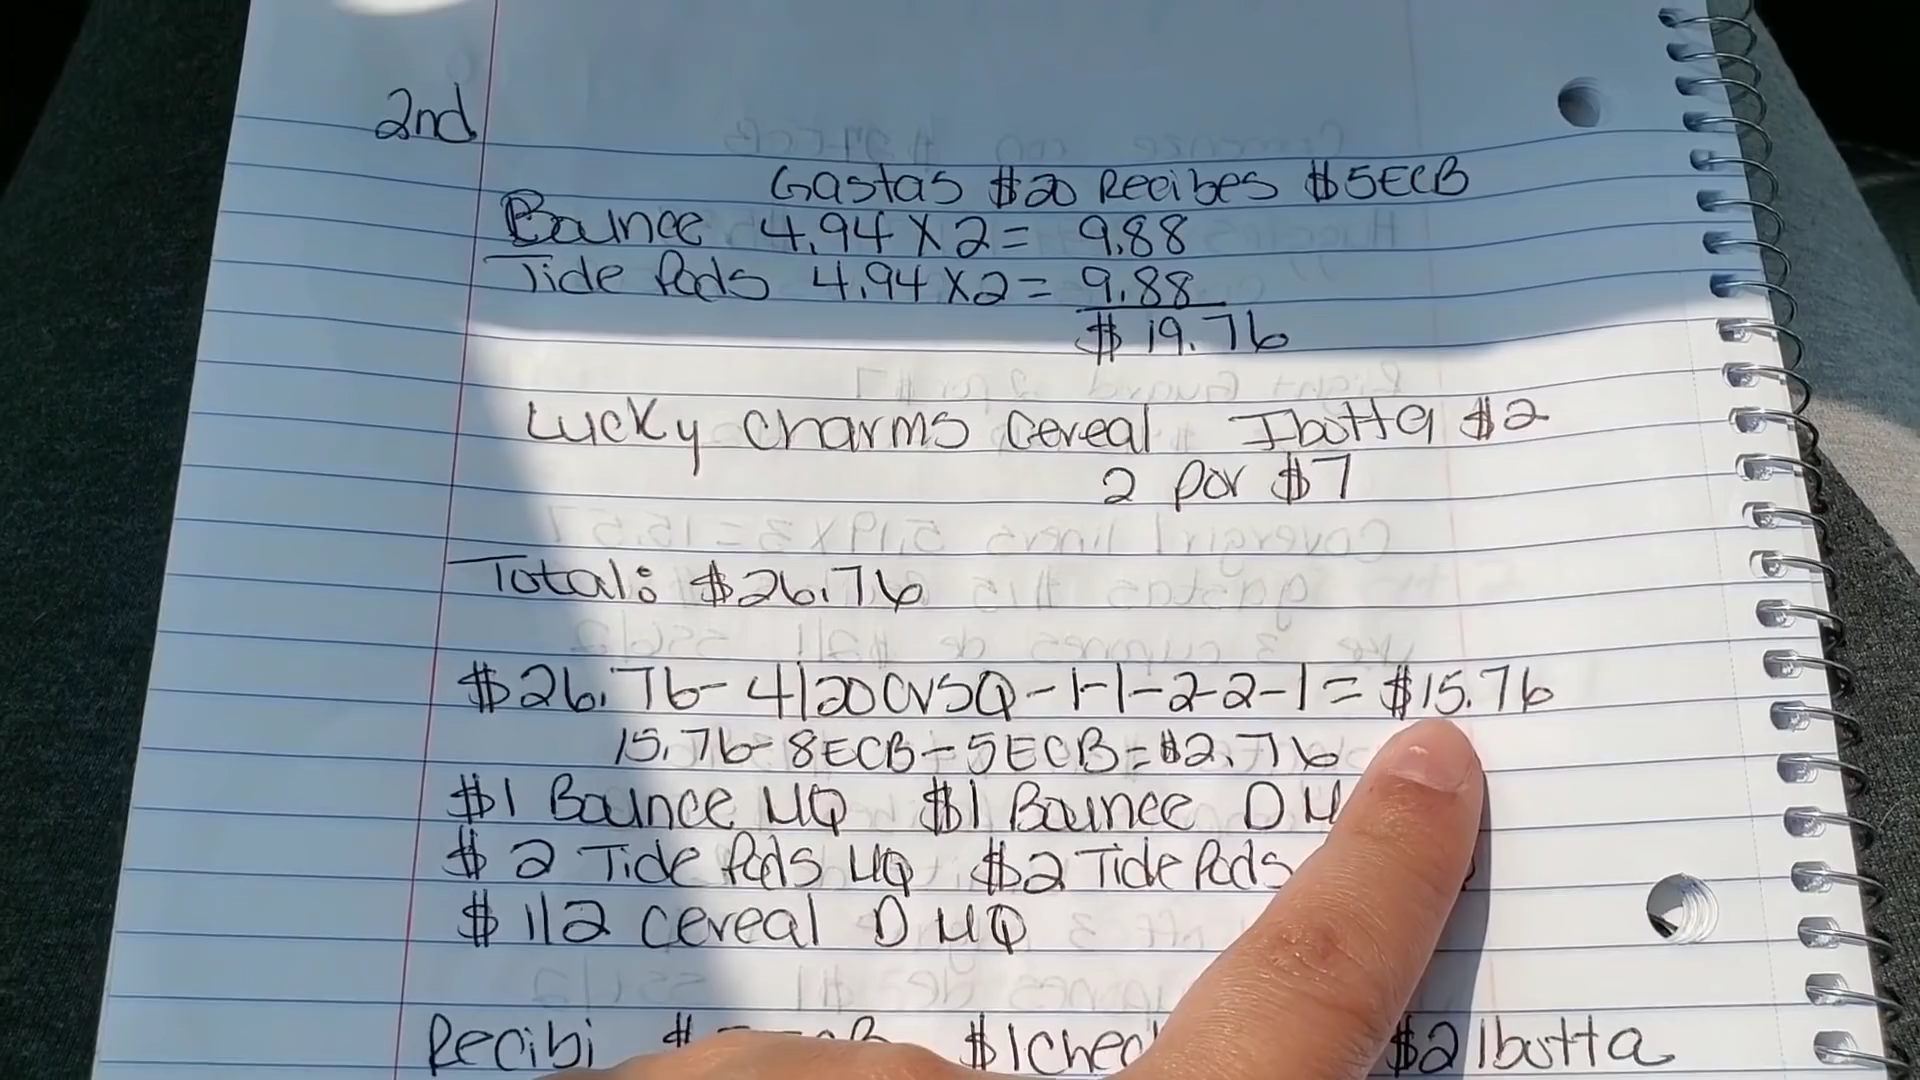 2nd
Gastas $20 Recibes $5ECB
Bounce 4.94 X 2 = 9.88
Tide Pods 4.94 X 2 = 9.88
$ 19.76
Lucky Charms Cereal Ibotta $2
2 por $7
Total: $26.76
$26.76 - 4|20CVSQ - 1-1-2-2-1 = $15.76
15.76 - 8ECB - 5ECB = $2.76
$1 Bounce MQ $1 Bounce D M
$2 Tide Pods MQ $2 Tide Pods
$1|2 cereal D MQ
Recibi $ $1 $2 Ibotta